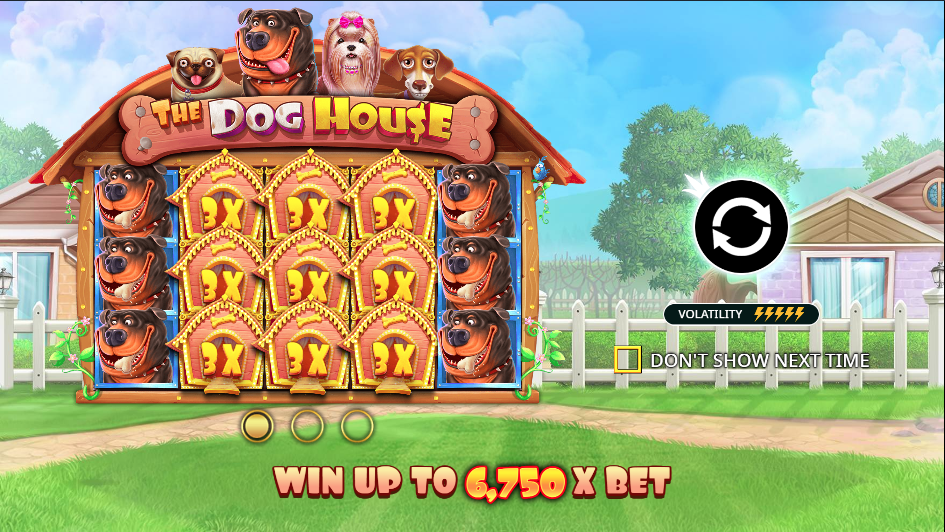 THE DOG HOU$E
3X 3X 3X
3X 3X 3X
3X 3X 3X
VOLATILITY
DON'T SHOW NEXT TIME
WIN UP TO 6,750 X BET